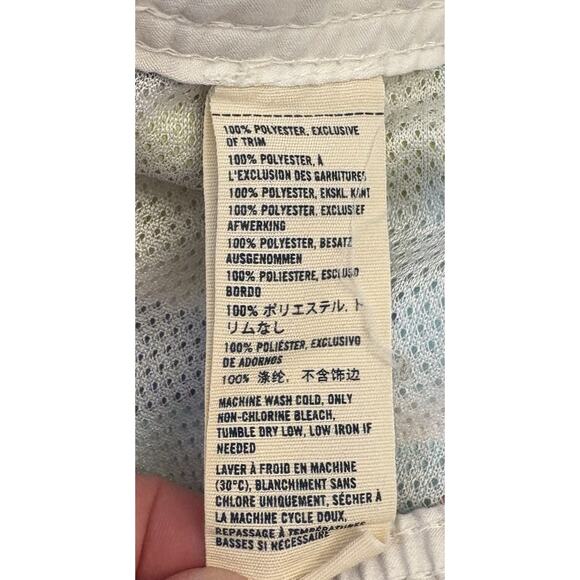 100% POLYESTER, EXCLUSIVE
OF TRIM
100% POLYESTER, À
L'EXCLUSION DES GARNITURES
100% POLYESTER, EKSKL. KANT
100% POLYESTER, EXCLUSIEF
AFWERKING
100% POLYESTER, BESATZ
AUSGENOMMEN
100% POLIESTERE, ESCLUSO
BORDO
100% ポリエステル, ト
リムなし
100% POLIÉSTER, EXCLUSIVO
DE ADORNOS
100% 涤纶, 不含饰边
MACHINE WASH COLD, ONLY
NON-CHLORINE BLEACH,
TUMBLE DRY LOW, LOW IRON IF
NEEDED
LAVER À FROID EN MACHINE
(30°C), BLANCHIMENT SANS
CHLORE UNIQUEMENT, SÉCHER À
LA MACHINE CYCLE DOUX,
REPASSAGE À TEMPÉRATURES
BASSES SI NÉCESSAIRE